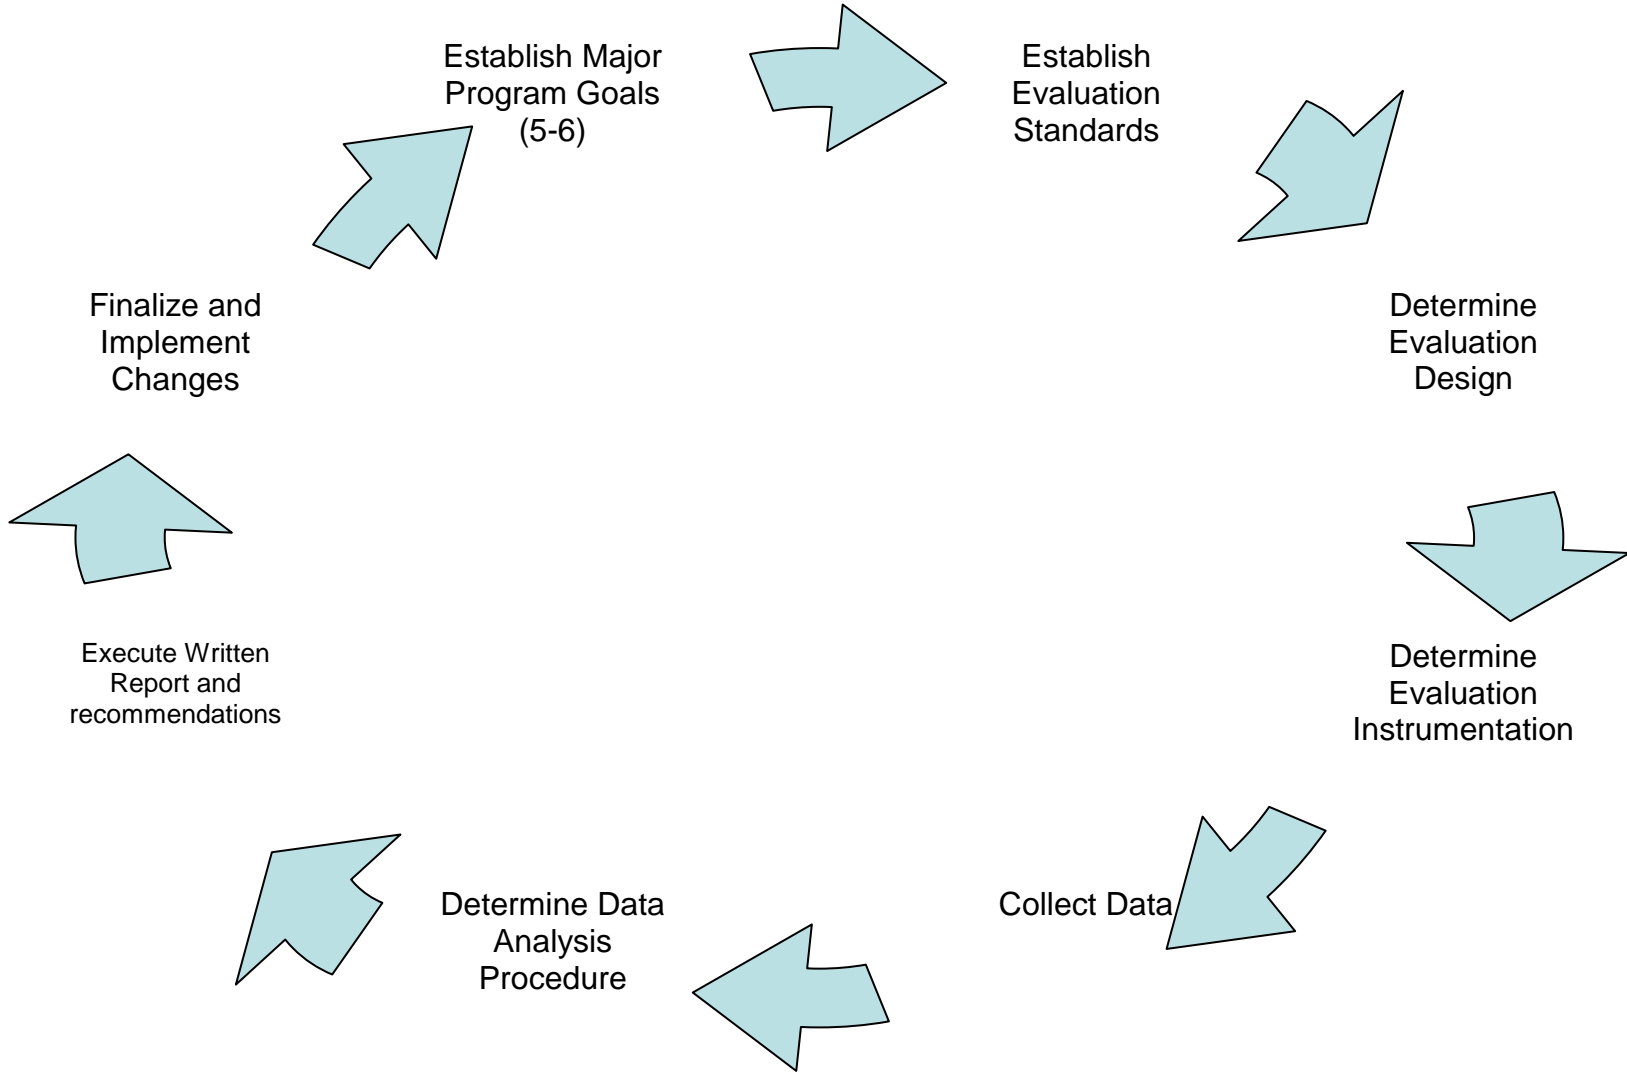 Establish Major
Program Goals
(5-6)
Establish
Evaluation
Standards
Determine
Evaluation
Design
Determine
Evaluation
Instrumentation
Collect Data
Determine Data
Analysis
Procedure
Execute Written
Report and
recommendations
Finalize and
Implement
Changes